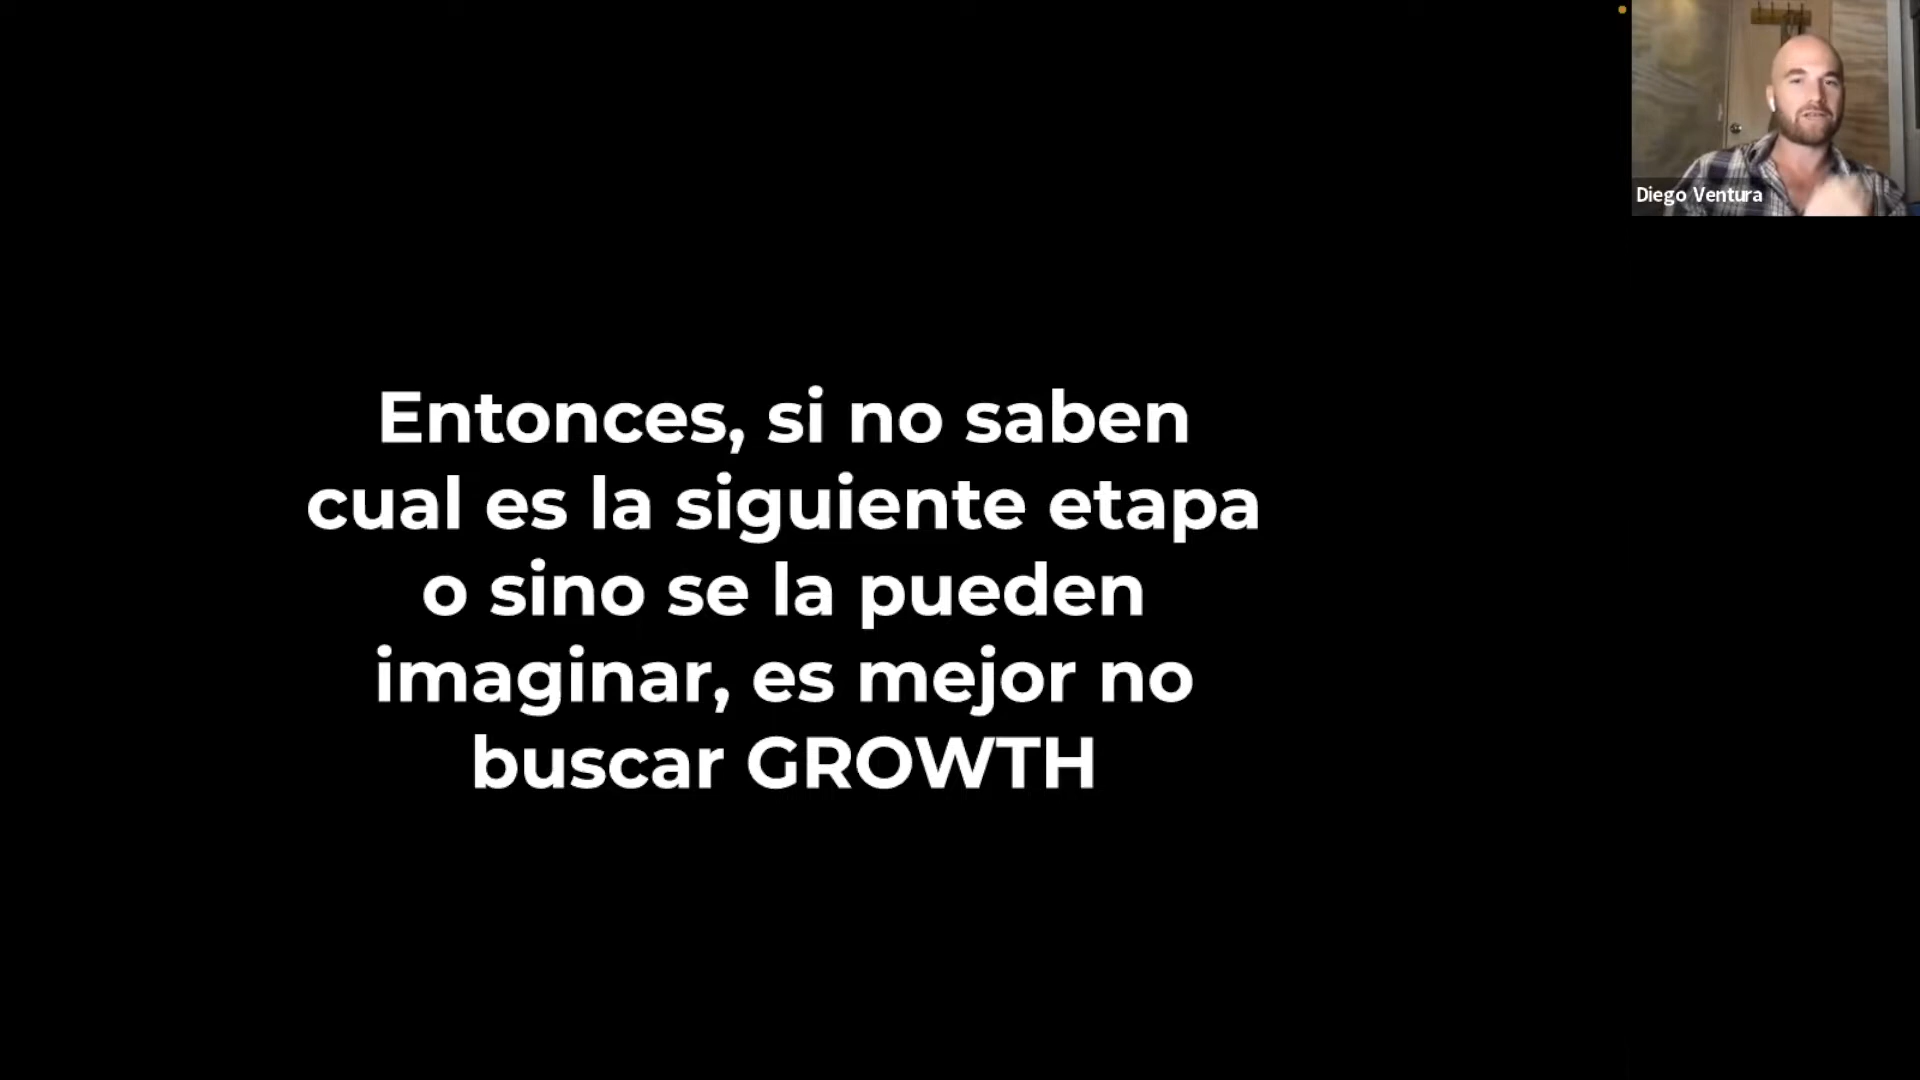 Diego Ventura
Entonces, si no saben
cual es la siguiente etapa
o sino se la pueden
imaginar, es mejor no
buscar GROWTH